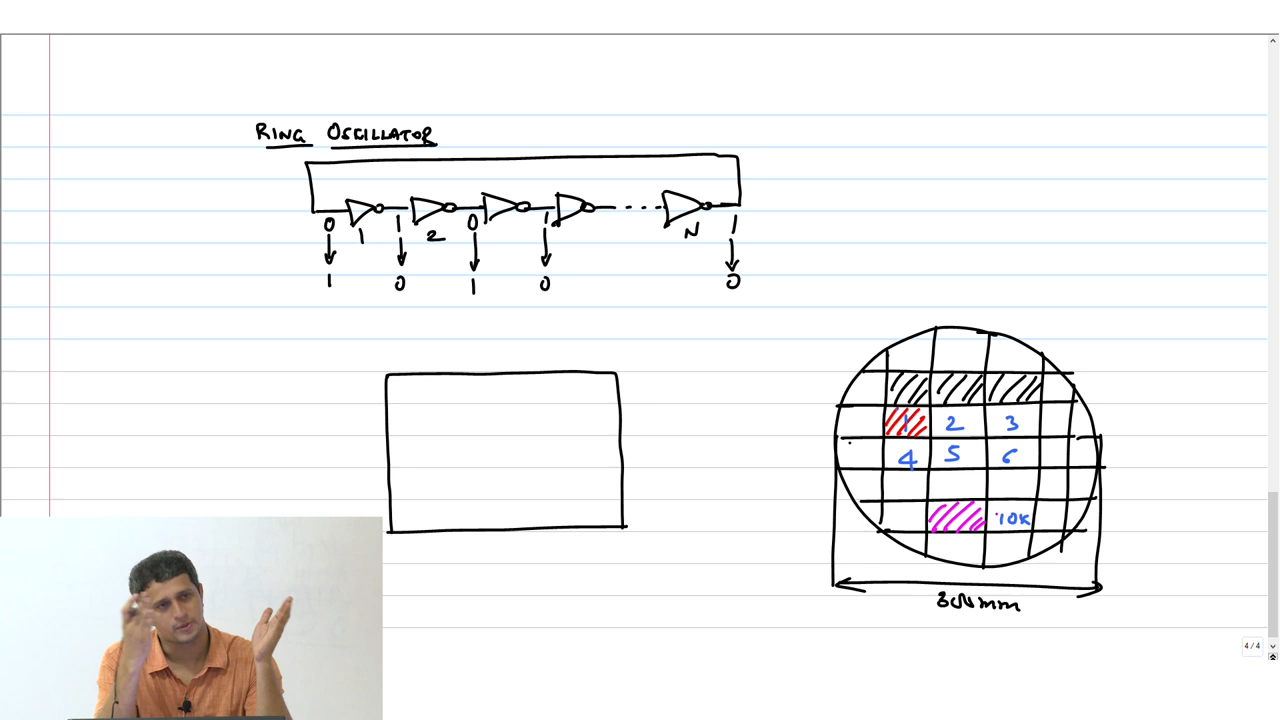 RING OSCILLATOR
0 1 0 1 1
1 2 N
1 0 1 0 0
1 2 3
4 5 6
10K
300mm
4 / 4